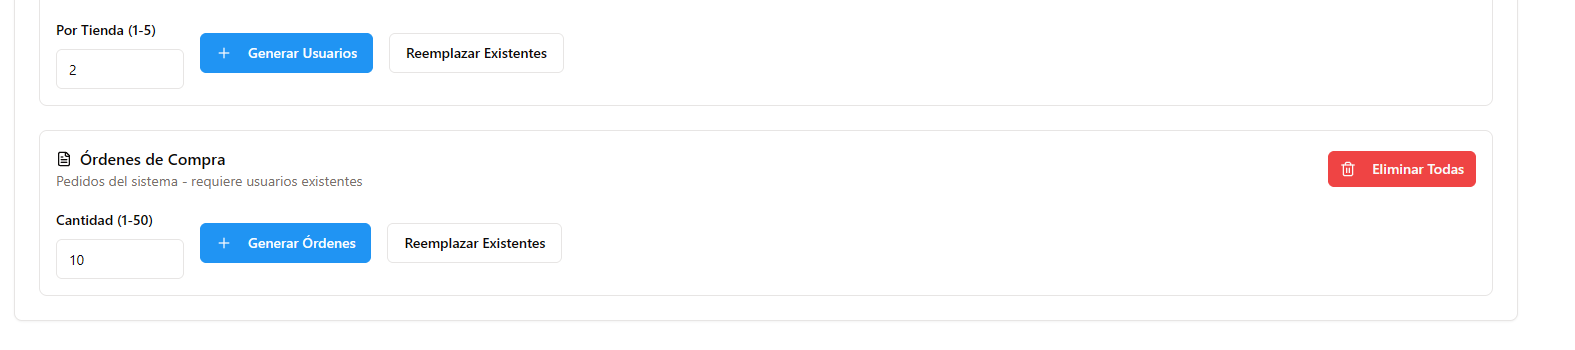 Por Tienda (1-5)
2
Generar Usuarios
Reemplazar Existentes
Órdenes de Compra
Eliminar Todas
Pedidos del sistema - requiere usuarios existentes
Cantidad (1-50)
10
Generar Órdenes
Reemplazar Existentes